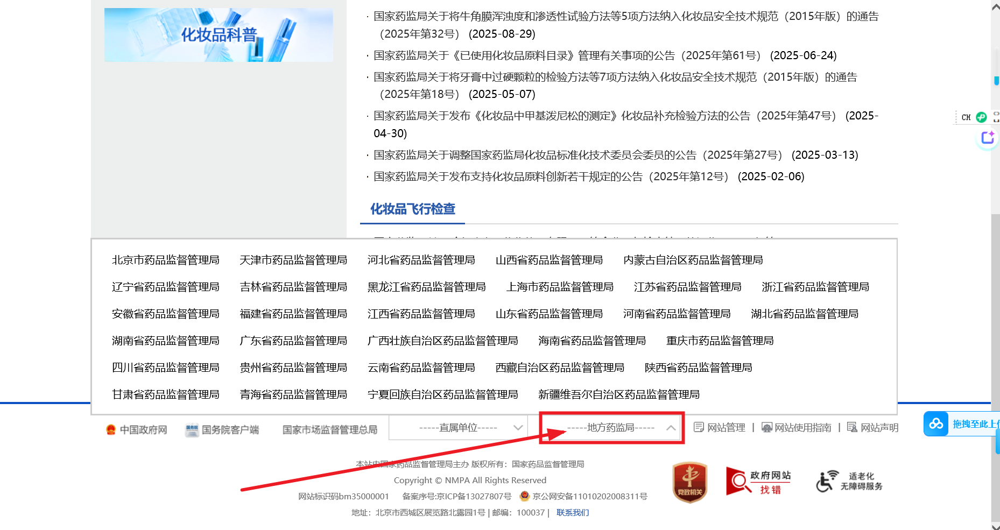 化妆品科普
· 国家药监局关于将牛角膜浑浊度和渗透性试验方法等5项方法纳入化妆品安全技术规范（2015年版）的通告
（2025年第32号） (2025-08-29)
· 国家药监局关于《已使用化妆品原料目录》管理有关事项的公告（2025年第61号） (2025-06-24)
· 国家药监局关于将牙膏中过硬颗粒的检验方法等7项方法纳入化妆品安全技术规范（2015年版）的通告
（2025年第18号） (2025-05-07)
· 国家药监局关于发布《化妆品中甲基泼尼松的测定》化妆品补充检验方法的公告（2025年第47号） (2025-
04-30)
· 国家药监局关于调整国家药监局化妆品标准化技术委员会委员的公告（2025年第27号） (2025-03-13)
· 国家药监局关于发布支持化妆品原料创新若干规定的公告（2025年第12号） (2025-02-06)
CH
化妆品飞行检查
北京市药品监督管理局 天津市药品监督管理局 河北省药品监督管理局 山西省药品监督管理局 内蒙古自治区药品监督管理局
辽宁省药品监督管理局 吉林省药品监督管理局 黑龙江省药品监督管理局 上海市药品监督管理局 江苏省药品监督管理局 浙江省药品监督管理局
安徽省药品监督管理局 福建省药品监督管理局 江西省药品监督管理局 山东省药品监督管理局 河南省药品监督管理局 湖北省药品监督管理局
湖南省药品监督管理局 广东省药品监督管理局 广西壮族自治区药品监督管理局 海南省药品监督管理局 重庆市药品监督管理局
四川省药品监督管理局 贵州省药品监督管理局 云南省药品监督管理局 西藏自治区药品监督管理局 陕西省药品监督管理局
甘肃省药品监督管理局 青海省药品监督管理局 宁夏回族自治区药品监督管理局 新疆维吾尔自治区药品监督管理局
中国政府网 国务院客户端 国家市场监督管理总局 -----直属单位----- -----地方药监局----- 网站管理 | 网站使用指南 | 网站声明
拖拽至此上
本站由国家药品监督管理局主办 版权所有：国家药品监督管理局
Copyright © NMPA All Rights Reserved
网站标识码bm35000001 备案序号:京ICP备13027807号 京公网安备11010202008311号
地址：北京市西城区展览路北露园1号 | 邮编：100037 | 联系我们
党政机关
政府网站
找错
适老化
无障碍服务